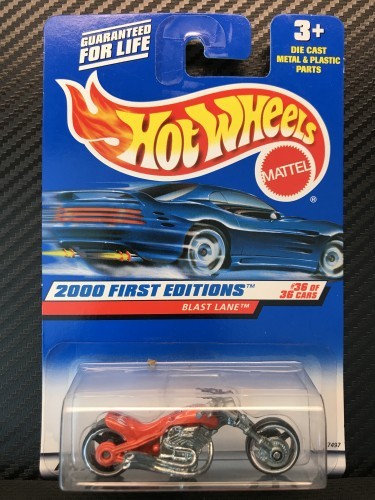 GUARANTEED
FOR LIFE
3+
DIE CAST
METAL & PLASTIC
PARTS
HOT WHEELS
MATTEL
®
2000 FIRST EDITIONS™
#36 OF
36 CARS
BLAST LANE™
7497